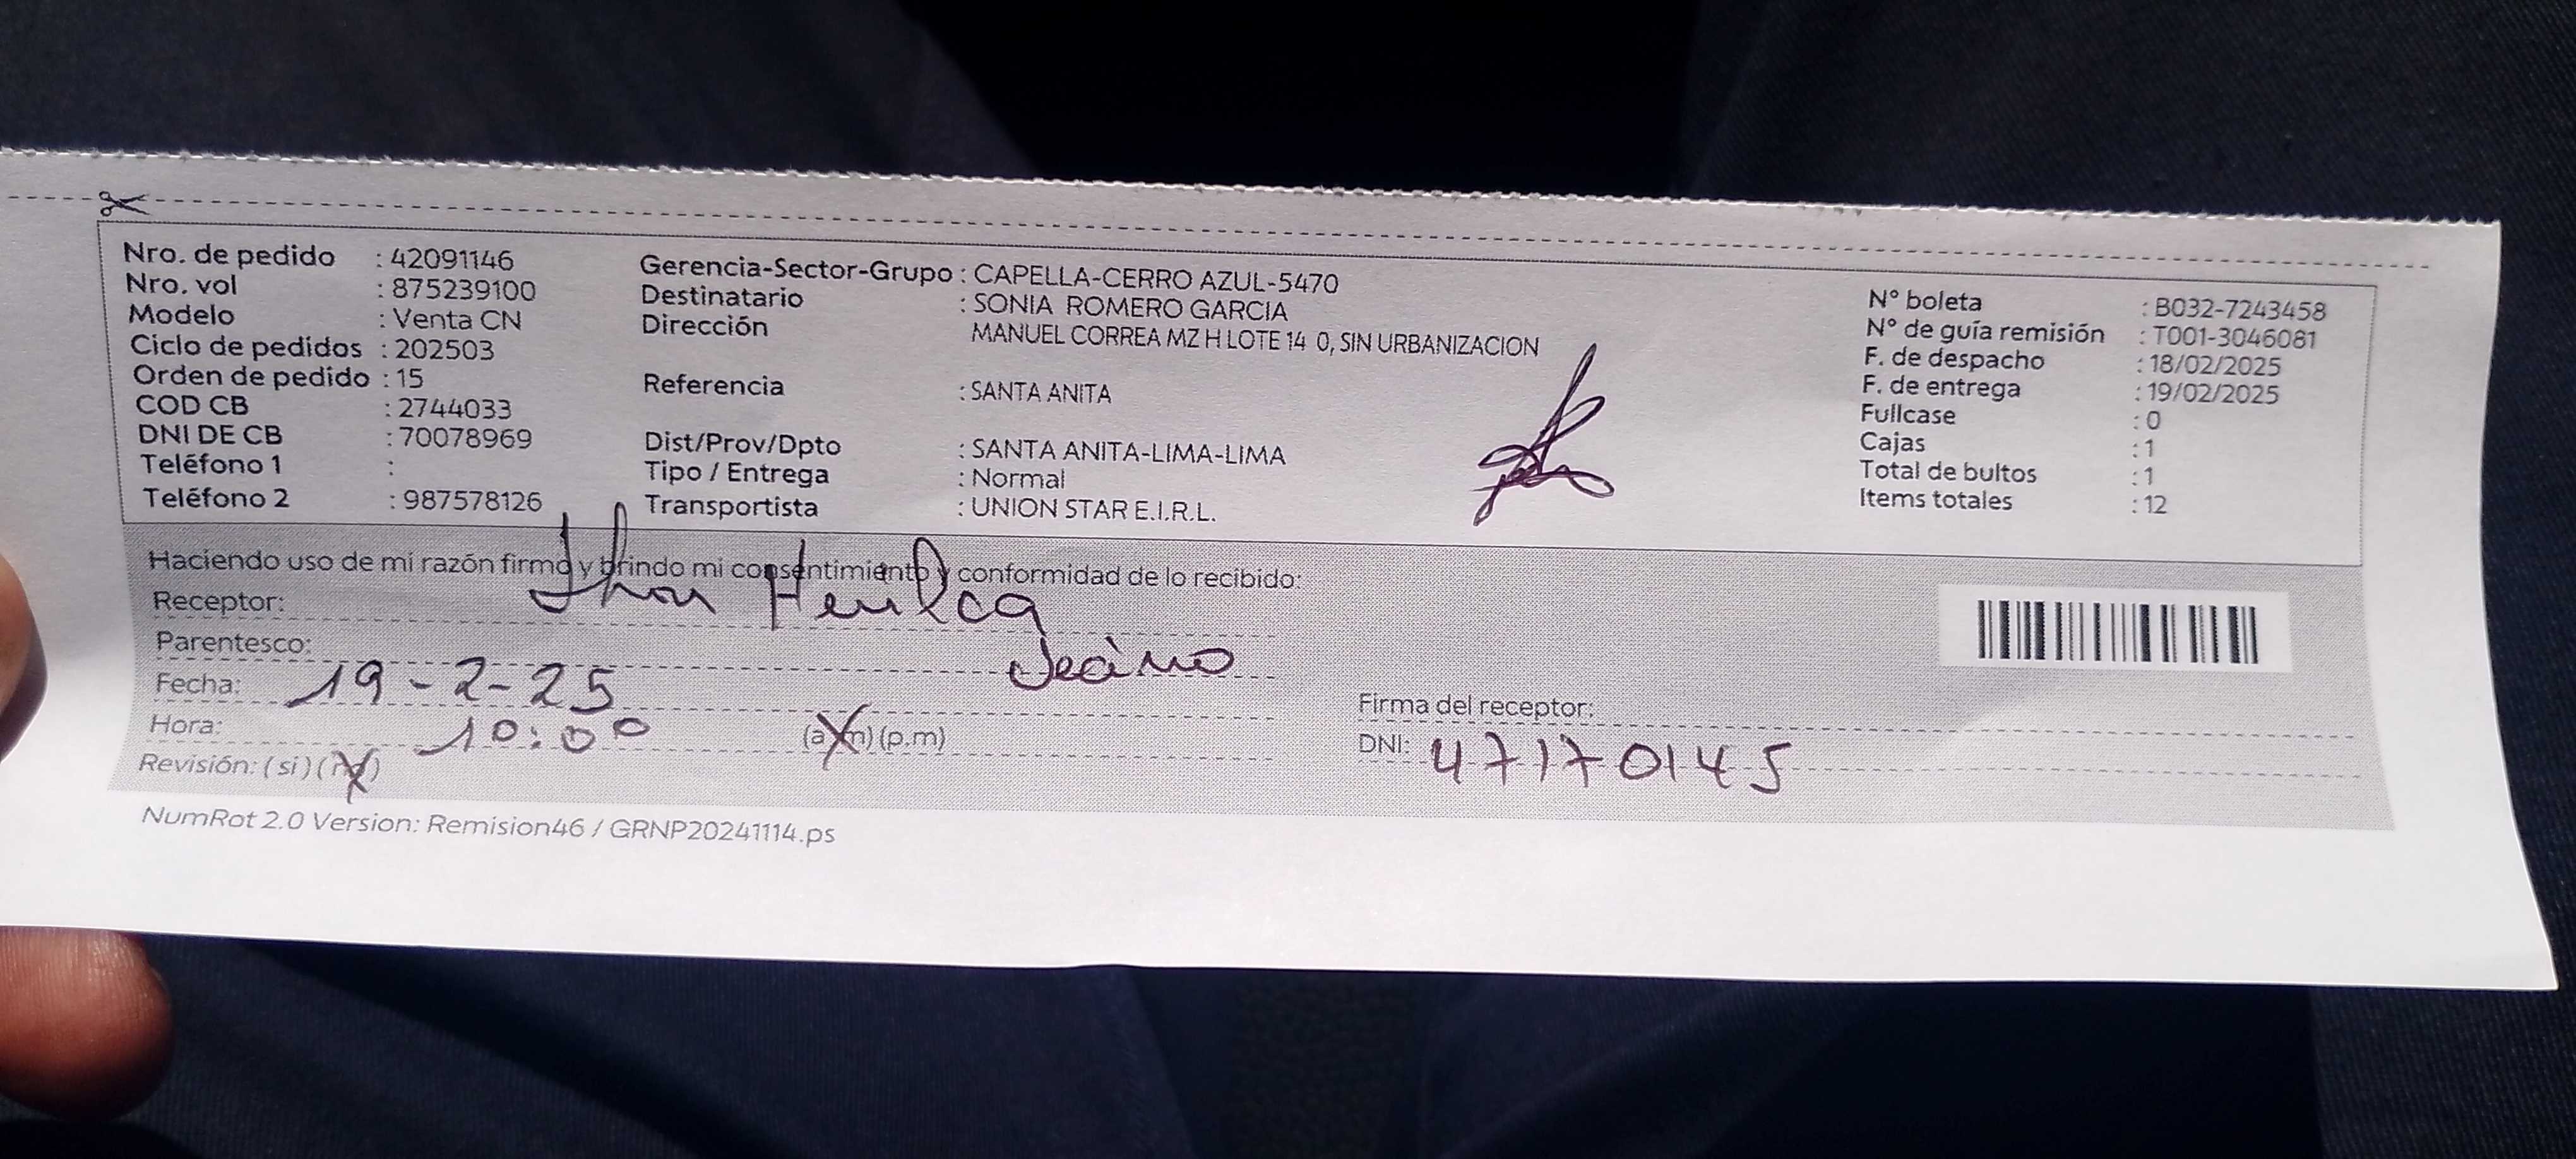 Nro. de pedido : 42091146
Nro. vol : 875239100
Modelo : Venta CN
Ciclo de pedidos : 202503
Orden de pedido : 15
COD CB : 2744033
DNI DE CB : 70078969
Teléfono 1 :
Teléfono 2 : 987578126
Gerencia-Sector-Grupo : CAPELLA-CERRO AZUL-5470
Destinatario : SONIA ROMERO GARCIA
Dirección MANUEL CORREA MZ H LOTE 14 0, SIN URBANIZACION
Referencia : SANTA ANITA
Dist/Prov/Dpto : SANTA ANITA-LIMA-LIMA
Tipo / Entrega : Normal
Transportista : UNION STAR E.I.R.L.
N° boleta : B032-7243458
N° de guía remisión : T001-3046081
F. de despacho : 18/02/2025
F. de entrega : 19/02/2025
Fullcase : 0
Cajas : 1
Total de bultos : 1
Items totales : 12
Haciendo uso de mi razón firmo y brindo mi consentimiento y conformidad de lo recibido:
Receptor: Jhon
Parentesco:
Fecha: 19-2-25
Hora: 10:00 (a.m) (p.m)
Revisión: (si) (no)
Firma del receptor:
DNI: 47170145
NumRot 2.0 Version: Remision46 / GRNP20241114.ps